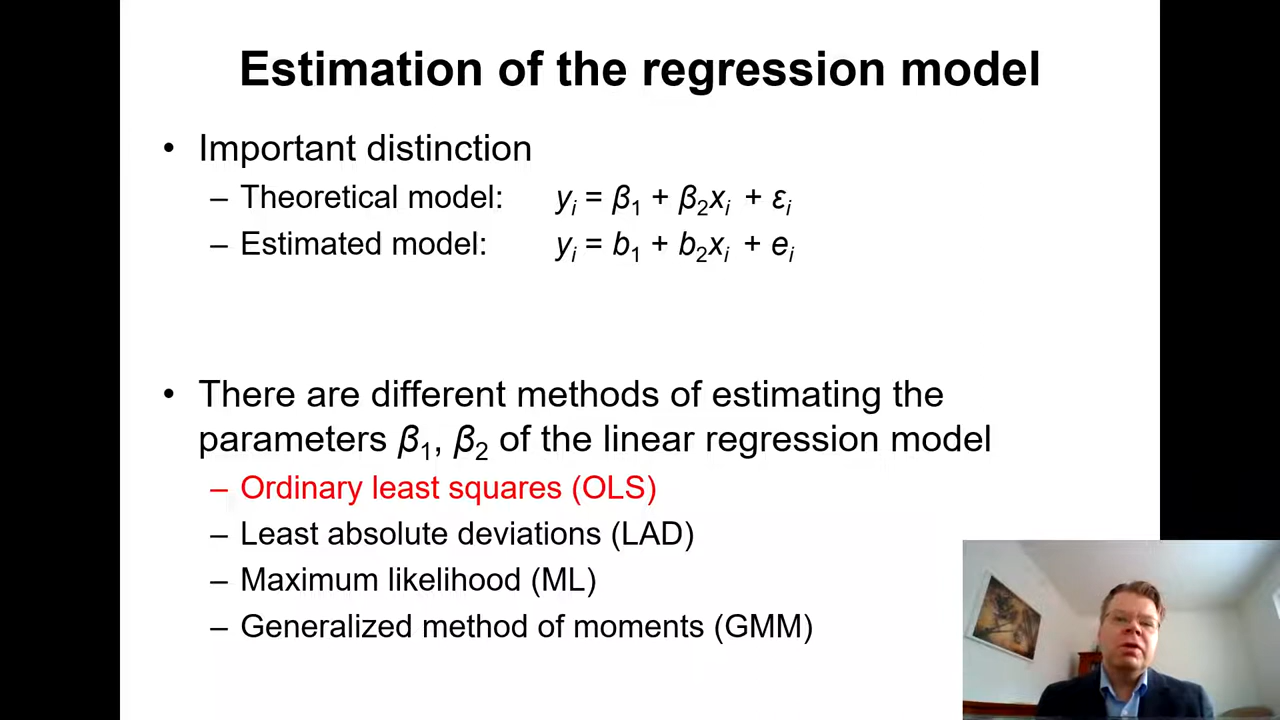 Estimation of the regression model
• Important distinction
– Theoretical model: yᵢ = β₁ + β₂xᵢ + εᵢ
– Estimated model: yᵢ = b₁ + b₂xᵢ + eᵢ
• There are different methods of estimating the
parameters β₁, β₂ of the linear regression model
– Ordinary least squares (OLS)
– Least absolute deviations (LAD)
– Maximum likelihood (ML)
– Generalized method of moments (GMM)